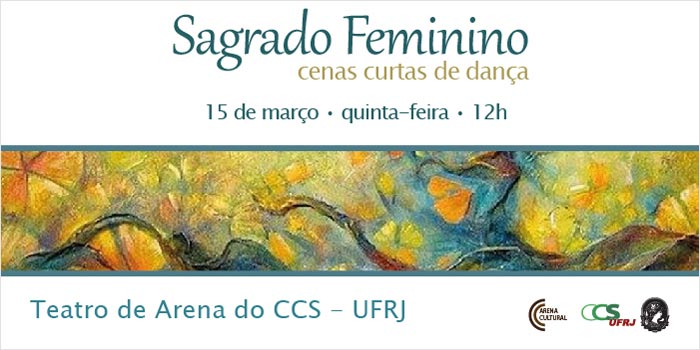 Sagrado Feminino
cenas curtas de dança
15 de março • quinta-feira • 12h
Teatro de Arena do CCS - UFRJ
ARENA
CULTURAL
CCS
UFRJ